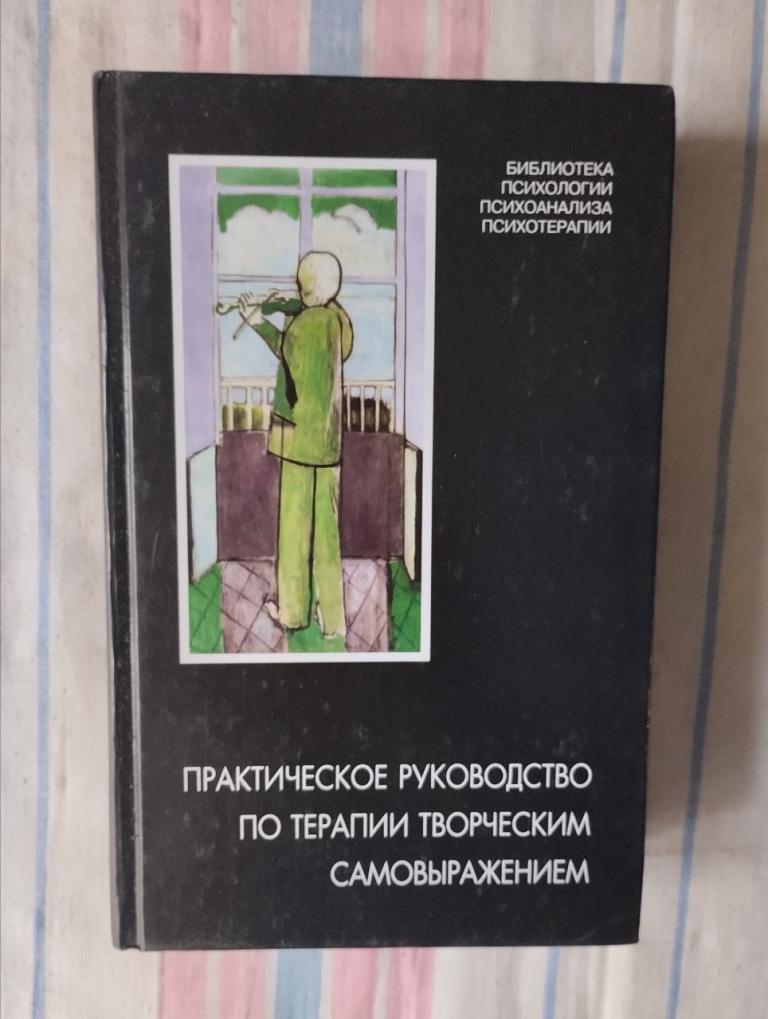 БИБЛИОТЕКА
ПСИХОЛОГИИ
ПСИХОАНАЛИЗА
ПСИХОТЕРАПИИ
ПРАКТИЧЕСКОЕ РУКОВОДСТВО
ПО ТЕРАПИИ ТВОРЧЕСКИМ
САМОВЫРАЖЕНИЕМ